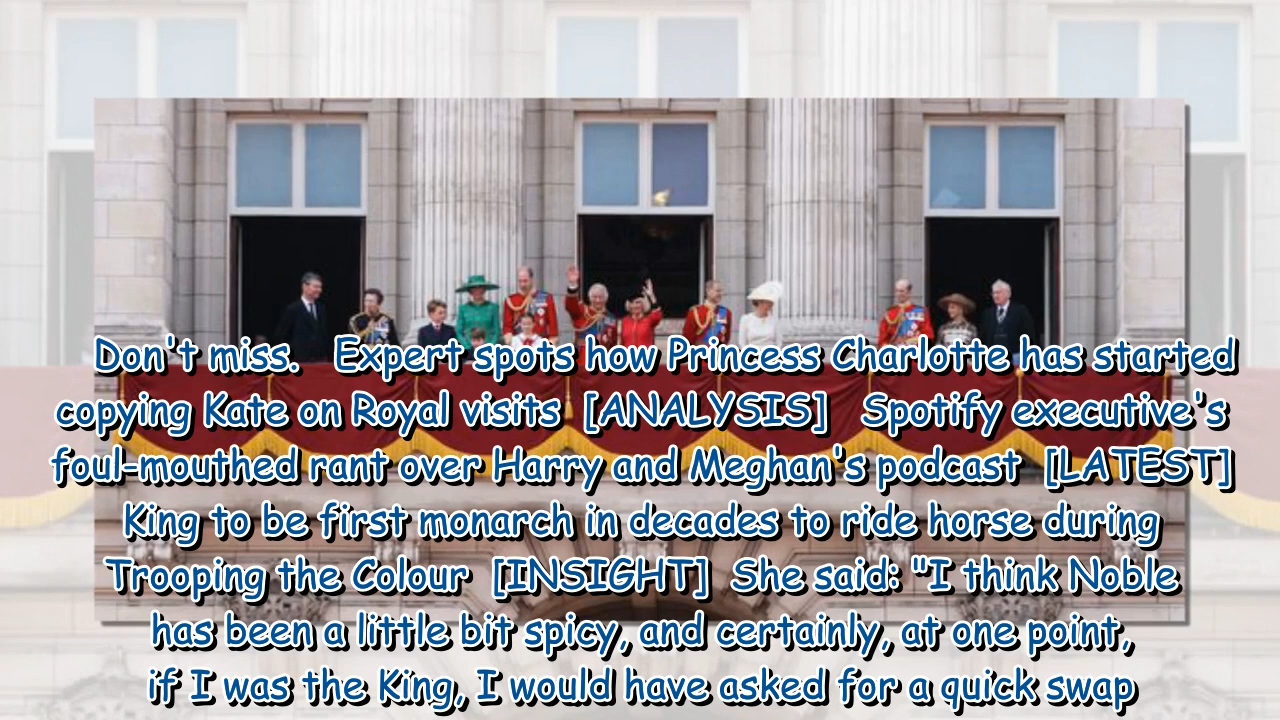 Don't miss.   Expert spots how Princess Charlotte has started
copying Kate on Royal visits  [ANALYSIS]   Spotify executive's
foul-mouthed rant over Harry and Meghan's podcast  [LATEST]
King to be first monarch in decades to ride horse during
Trooping the Colour  [INSIGHT]  She said: "I think Noble
has been a little bit spicy, and certainly, at one point,
if I was the King, I would have asked for a quick swap